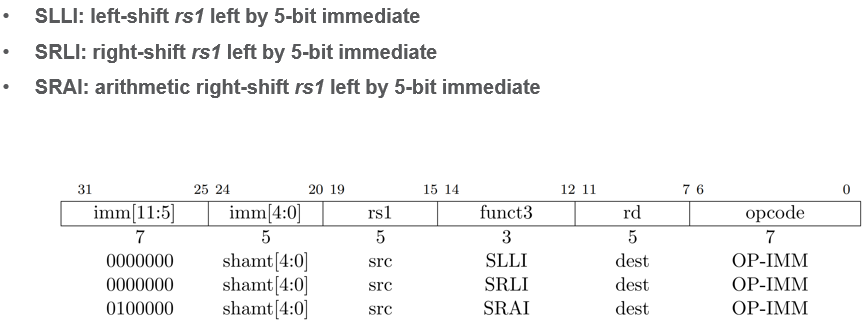 • SLLI: left-shift rs1 left by 5-bit immediate
• SRLI: right-shift rs1 left by 5-bit immediate
• SRAI: arithmetic right-shift rs1 left by 5-bit immediate
31 25 24 20 19 15 14 12 11 7 6 0
imm[11:5] imm[4:0] rs1 funct3 rd opcode
7 5 5 3 5 7
0000000 shamt[4:0] src SLLI dest OP-IMM
0000000 shamt[4:0] src SRLI dest OP-IMM
0100000 shamt[4:0] src SRAI dest OP-IMM